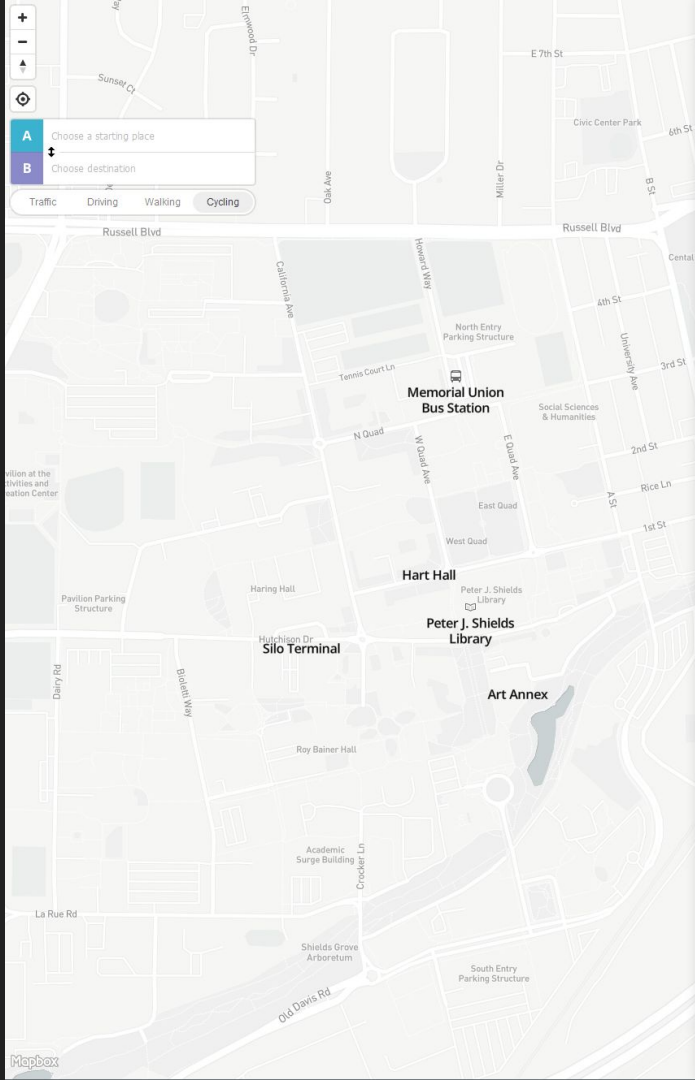 Elmwood Dr
E 7th St
Sunset Ct
Civic Center Park
6th St
A
Choose a starting place
B
Choose destination
Oak Ave
Miller Dr
B St
Traffic
Driving
Walking
Cycling
Russell Blvd
Russell Blvd
California Ave
Howard Way
4th St
North Entry
Parking Structure
University Ave
Tennis Court Ln
3rd St
Memorial Union
Bus Station
Social Sciences
& Humanities
N Quad
W Quad Ave
E Quad Ave
2nd St
Rice Ln
A St
East Quad
1st St
West Quad
Hart Hall
Haring Hall
Peter J. Shields
Library
Pavilion Parking
Structure
Peter J. Shields
Library
Hutchison Dr
Silo Terminal
Dairy Rd
Bioletti Way
Art Annex
Roy Bainer Hall
Academic
Surge Building
Crocker Ln
La Rue Rd
Shields Grove
Arboretum
South Entry
Parking Structure
Old Davis Rd
Mapbox